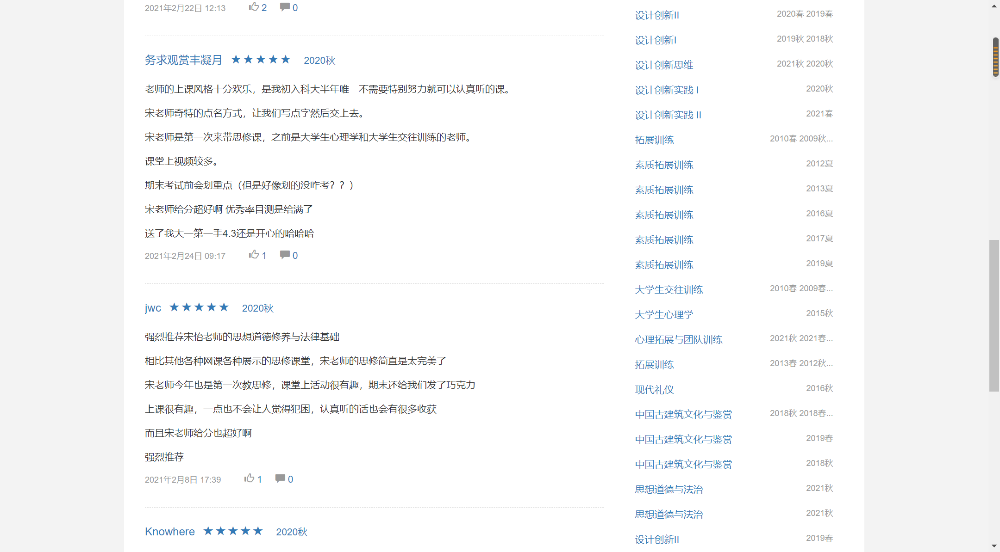 2021年2月22日 12:13 2 0
务求观赏丰凝月 ★★★★★ 2020秋
老师的上课风格十分欢乐，是我初入科大半年唯一不需要特别努力就可以认真听的课。
宋老师奇特的点名方式，让我们写点字然后交上去。
宋老师是第一次来带思修课，之前是大学生心理学和大学生交往训练的老师。
课堂上视频较多。
期末考试前会划重点（但是好像划的没咋考？？）
宋老师给分超好啊 优秀率目测是给满了
送了我大一第一手4.3还是开心的哈哈哈
2021年2月24日 09:17 1 0
jwc ★★★★★ 2020秋
强烈推荐宋怡老师的思想道德修养与法律基础
相比其他各种网课各种展示的思修课堂，宋老师的思修简直是太完美了
宋老师今年也是第一次教思修，课堂上活动很有趣，期末还给我们发了巧克力
上课很有趣，一点也不会让人觉得犯困，认真听的话也会有很多收获
而且宋老师给分也超好啊
强烈推荐
2021年2月8日 17:39 1 0
Knowhere ★★★★★ 2020秋
设计创新II 2020春 2019春
设计创新I 2019秋 2018秋
设计创新思维 2021秋 2020秋
设计创新实践 I 2020秋
设计创新实践 II 2021春
拓展训练 2010春 2009秋...
素质拓展训练 2012夏
素质拓展训练 2013夏
素质拓展训练 2016夏
素质拓展训练 2017夏
素质拓展训练 2019夏
大学生交往训练 2010春 2009春...
大学生心理学 2015秋
心理拓展与团队训练 2021秋 2021春...
拓展训练 2013春 2012秋...
现代礼仪 2016秋
中国古建筑文化与鉴赏 2018秋 2018春...
中国古建筑文化与鉴赏 2019春
中国古建筑文化与鉴赏 2018秋
思想道德与法治 2021秋
思想道德与法治 2021秋
设计创新II 2019春